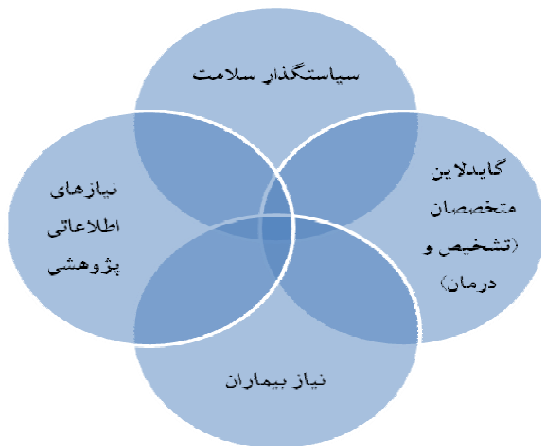 سیاستگذار سلامت
گایدلاین
متخصصان
(تشخیص و
درمان)
نیازهای
اطلاعاتی
پژوهشی
نیاز بیماران